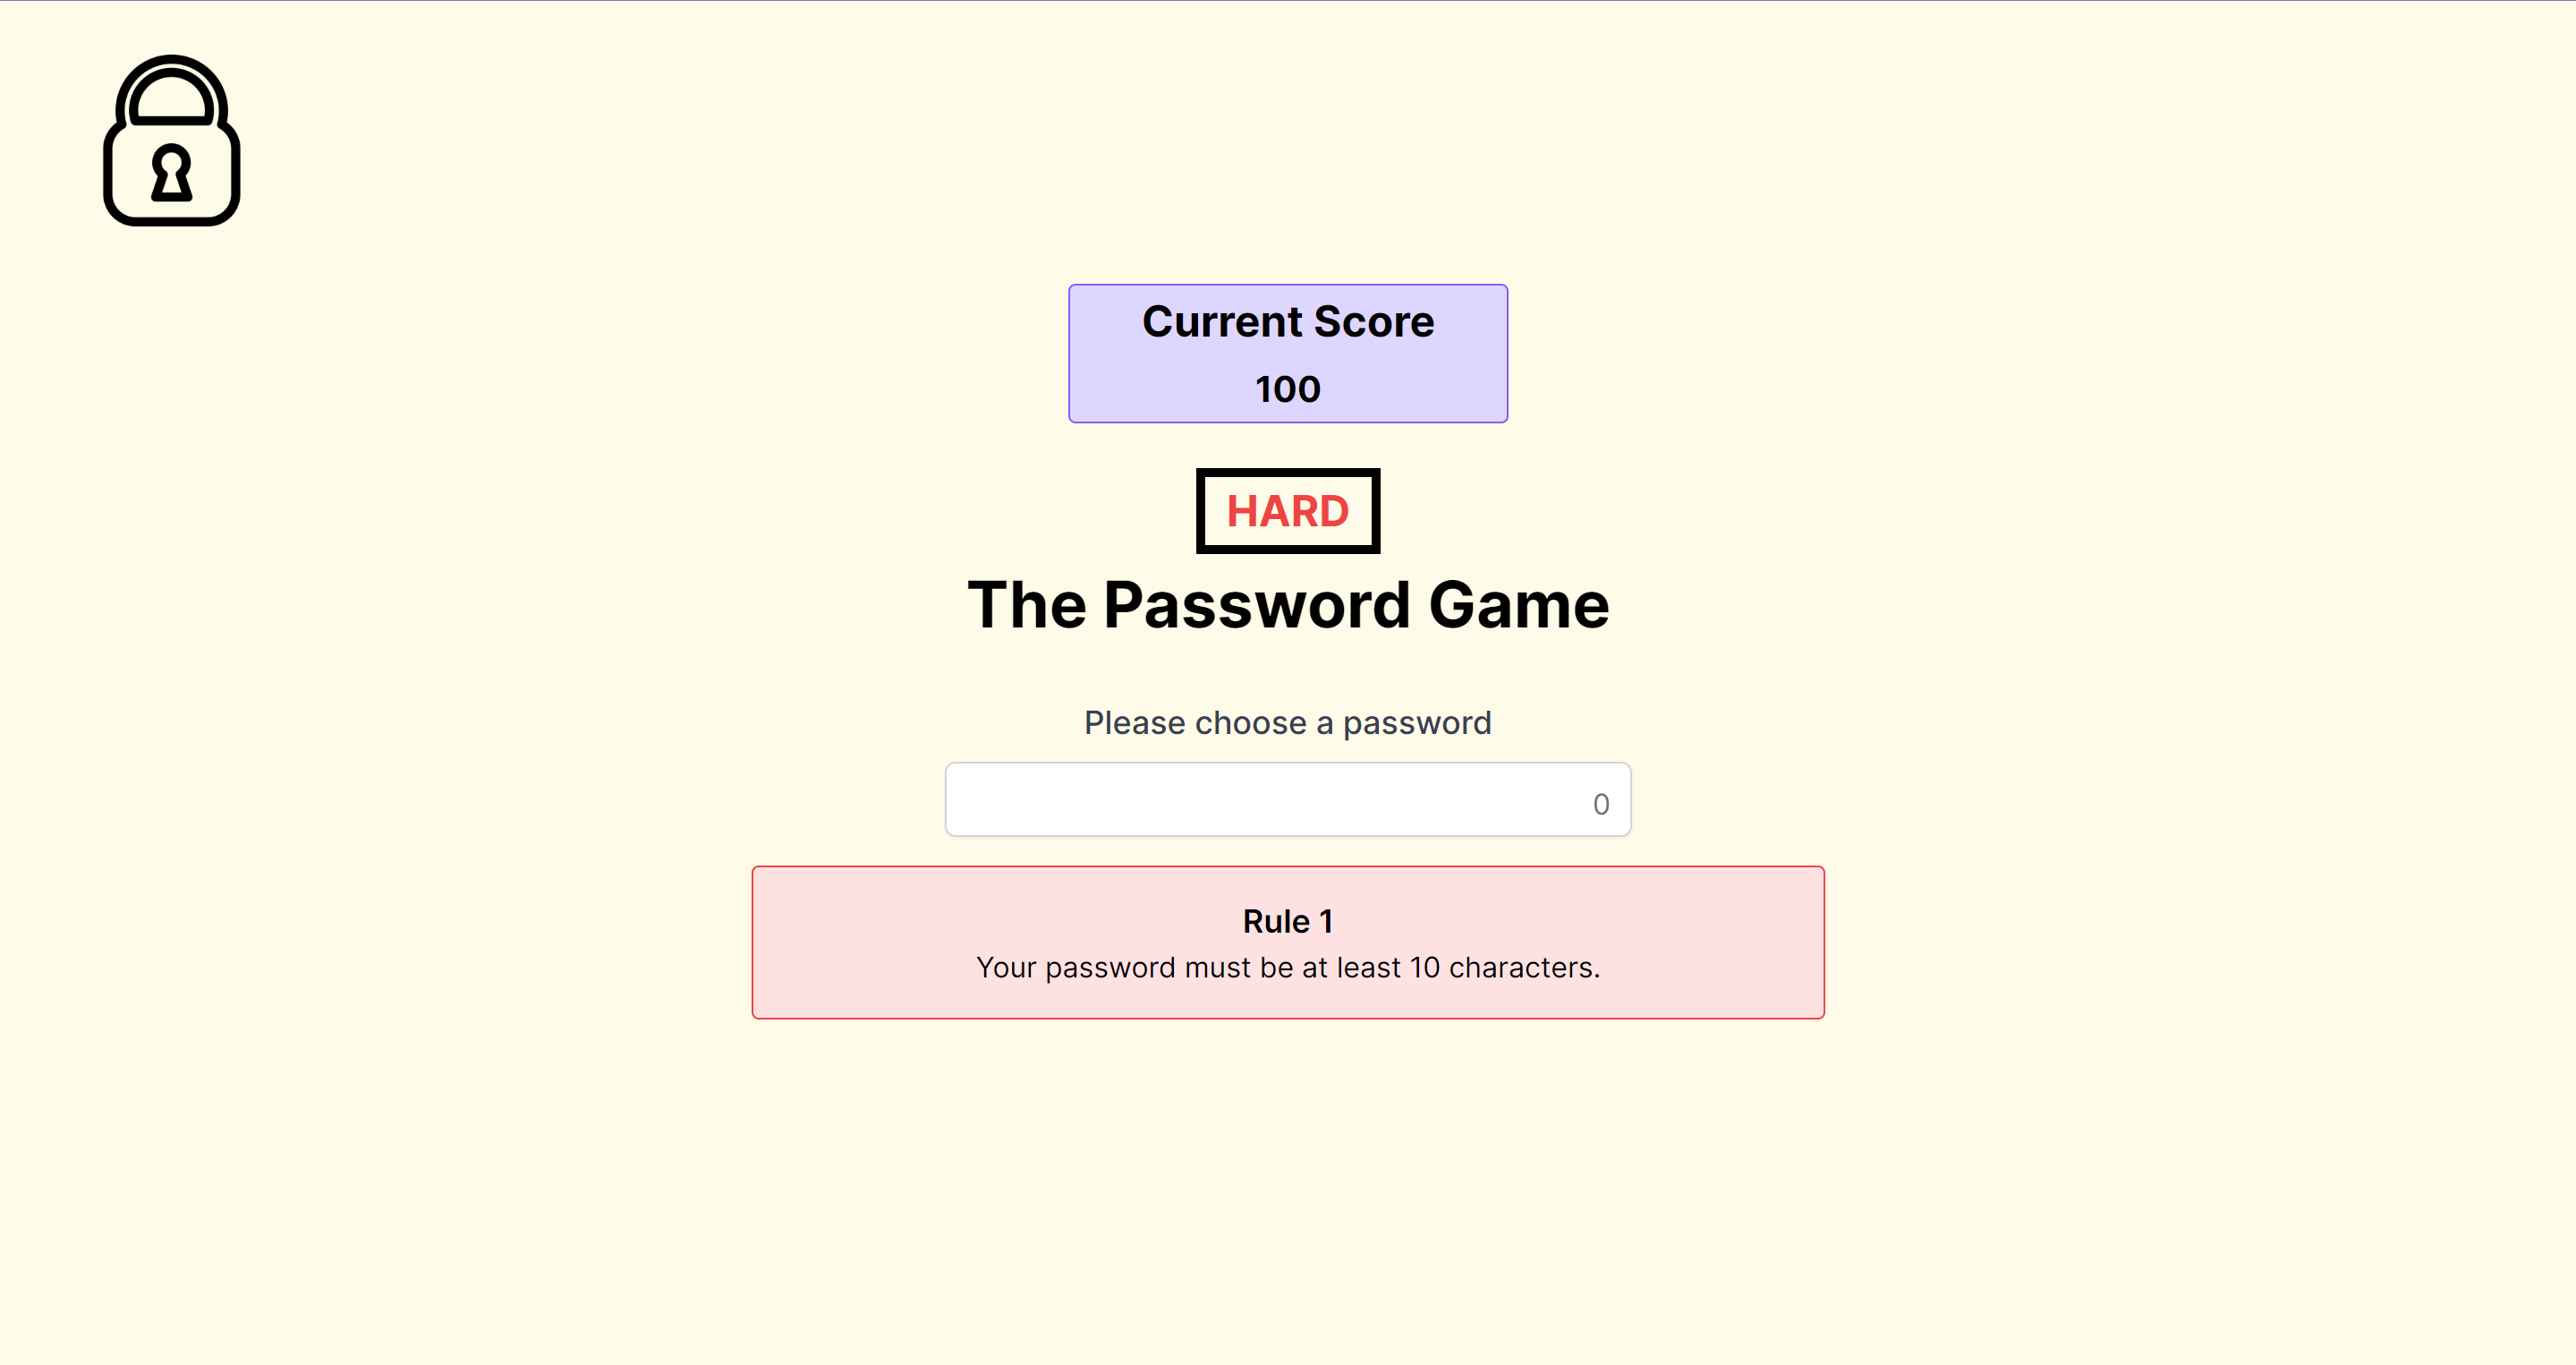 Current Score
100
HARD
The Password Game
Please choose a password
0
Rule 1
Your password must be at least 10 characters.